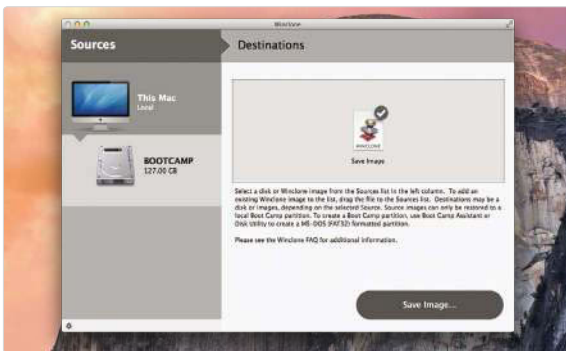 Winclone
Sources
Destinations
This Mac
Local
BOOTCAMP
127.00 GB
WINCLONE
Save Image
Select a disk or Winclone image from the Sources list in the left column. To add an
existing Winclone image to the list, drag the file to the Sources list. Destinations may be a
disk or images, depending on the selected Source. Source images can only be restored to a
local Boot Camp partition. To create a Boot Camp partition, use Boot Camp Assistant or
Disk Utility to create a MS-DOS (FAT32) formatted partition.
Please see the Winclone FAQ for additional information.
Save Image...